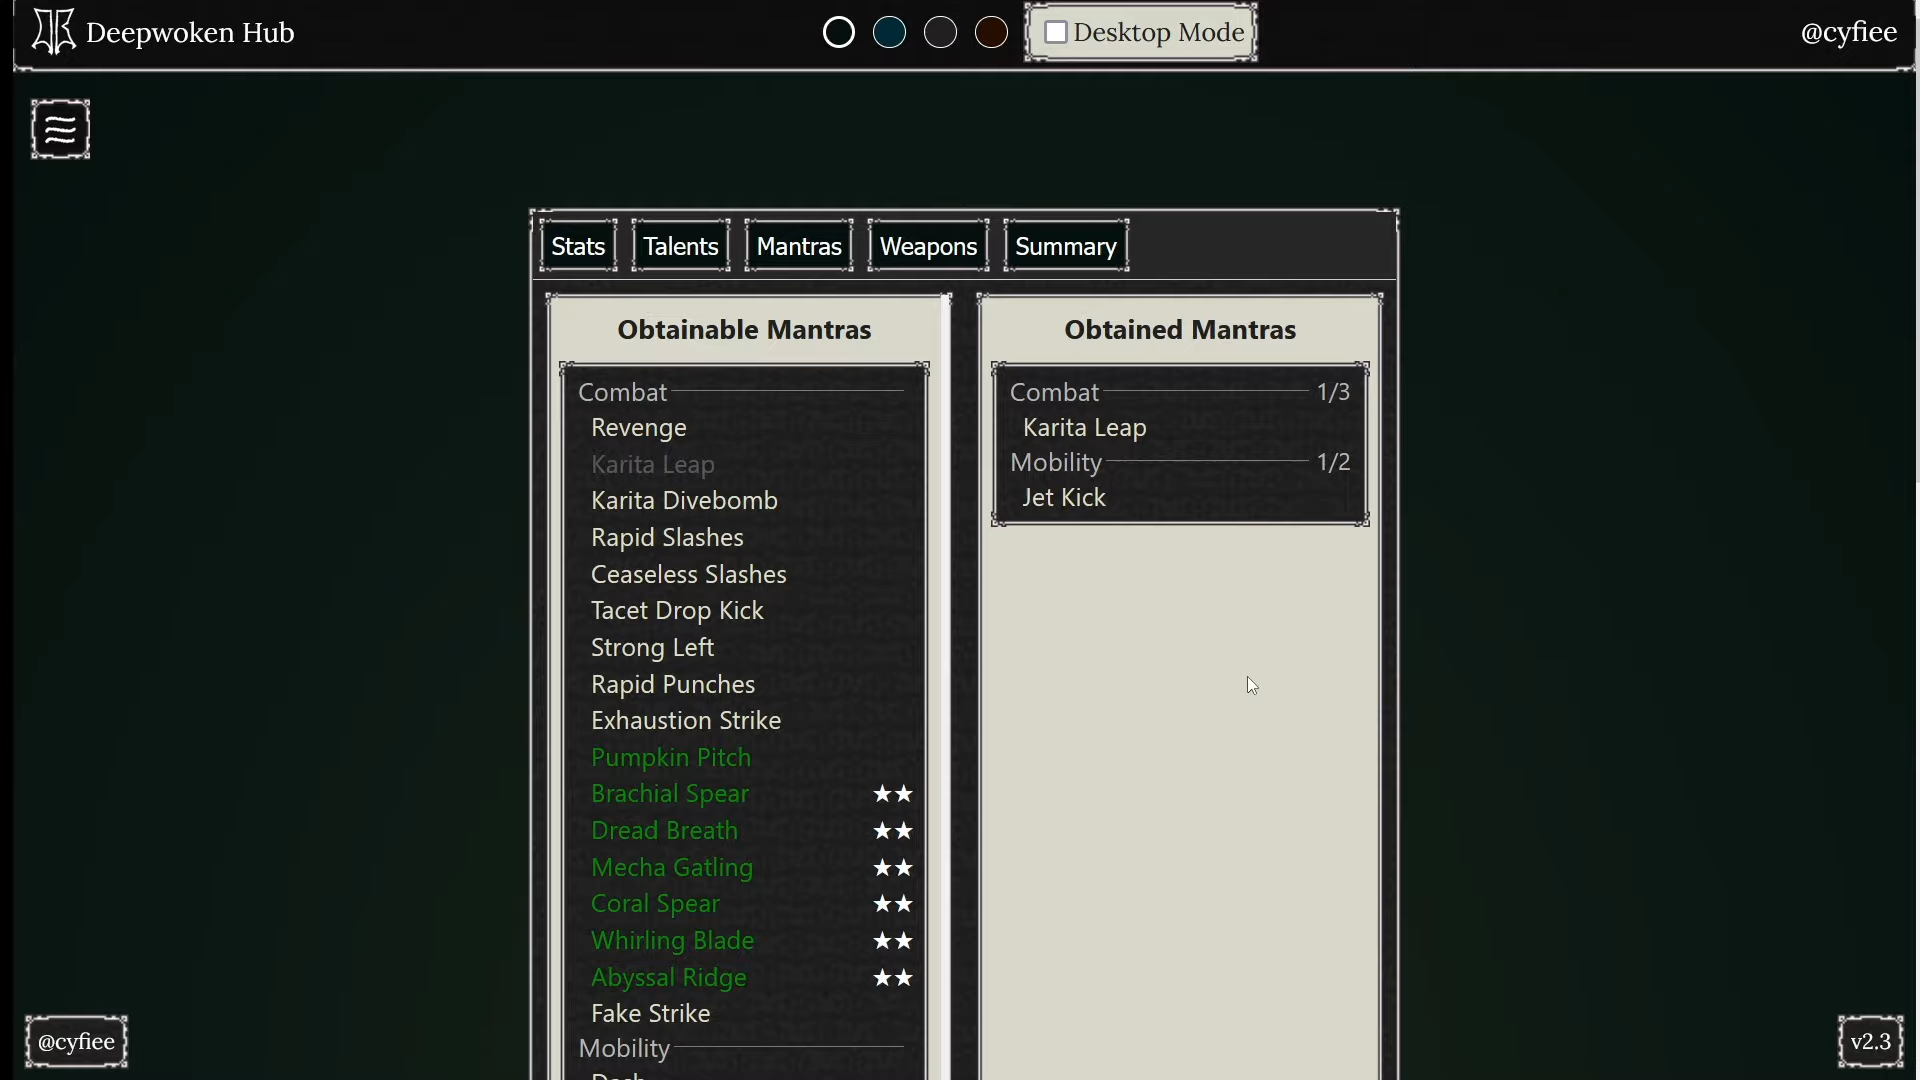 Deepwoken Hub
Desktop Mode
@cyfiee
Stats Talents Mantras Weapons Summary
Obtainable Mantras
Combat
Revenge
Karita Leap
Karita Divebomb
Rapid Slashes
Ceaseless Slashes
Tacet Drop Kick
Strong Left
Rapid Punches
Exhaustion Strike
Pumpkin Pitch
Brachial Spear ★★
Dread Breath ★★
Mecha Gatling ★★
Coral Spear ★★
Whirling Blade ★★
Abyssal Ridge ★★
Fake Strike
Mobility
Obtained Mantras
Combat 1/3
Karita Leap
Mobility 1/2
Jet Kick
@cyfiee
v2.3